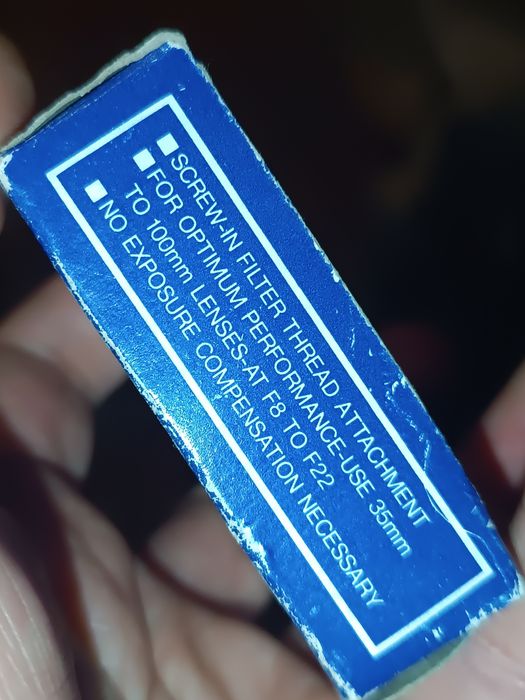 ■ SCREW-IN FILTER THREAD ATTACHMENT
■ FOR OPTIMUM PERFORMANCE-USE 35mm
TO 100mm LENSES-AT F8 TO F22
■ NO EXPOSURE COMPENSATION NECESSARY